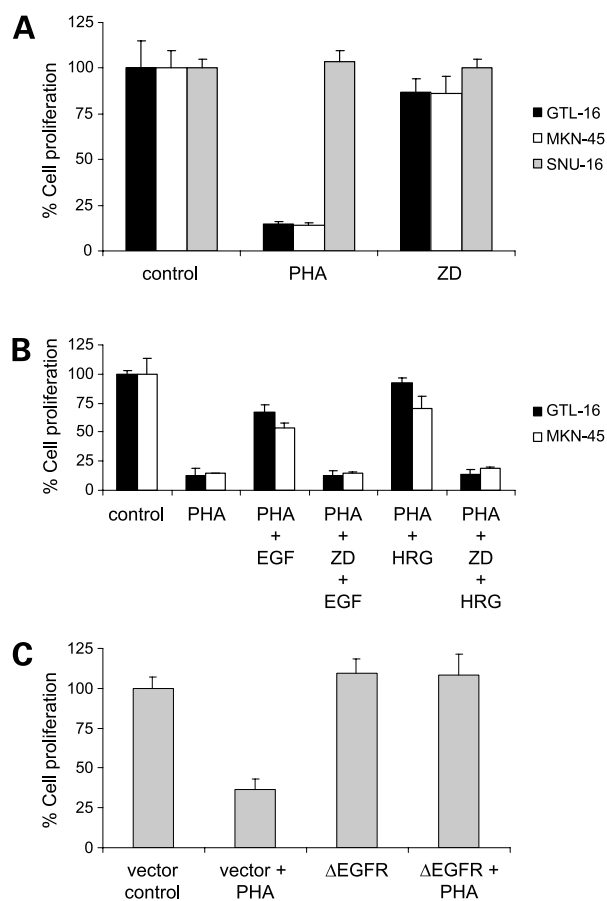 A
% Cell proliferation
125
100
75
50
25
0
control PHA ZD
GTL-16
MKN-45
SNU-16
B
% Cell proliferation
125
100
75
50
25
0
control PHA PHA PHA PHA PHA
+ + + +
EGF ZD HRG ZD
+ +
EGF HRG
GTL-16
MKN-45
C
% Cell proliferation
125
100
75
50
25
0
vector vector + ΔEGFR ΔEGFR +
control PHA PHA